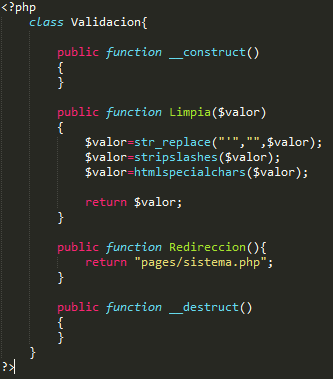 <?php
class Validacion{
public function __construct()
{
}
public function Limpia($valor)
{
$valor=str_replace("'","",$valor);
$valor=stripslashes($valor);
$valor=htmlspecialchars($valor);
return $valor;
}
public function Redireccion(){
return "pages/sistema.php";
}
public function __destruct()
{
}
}
?>